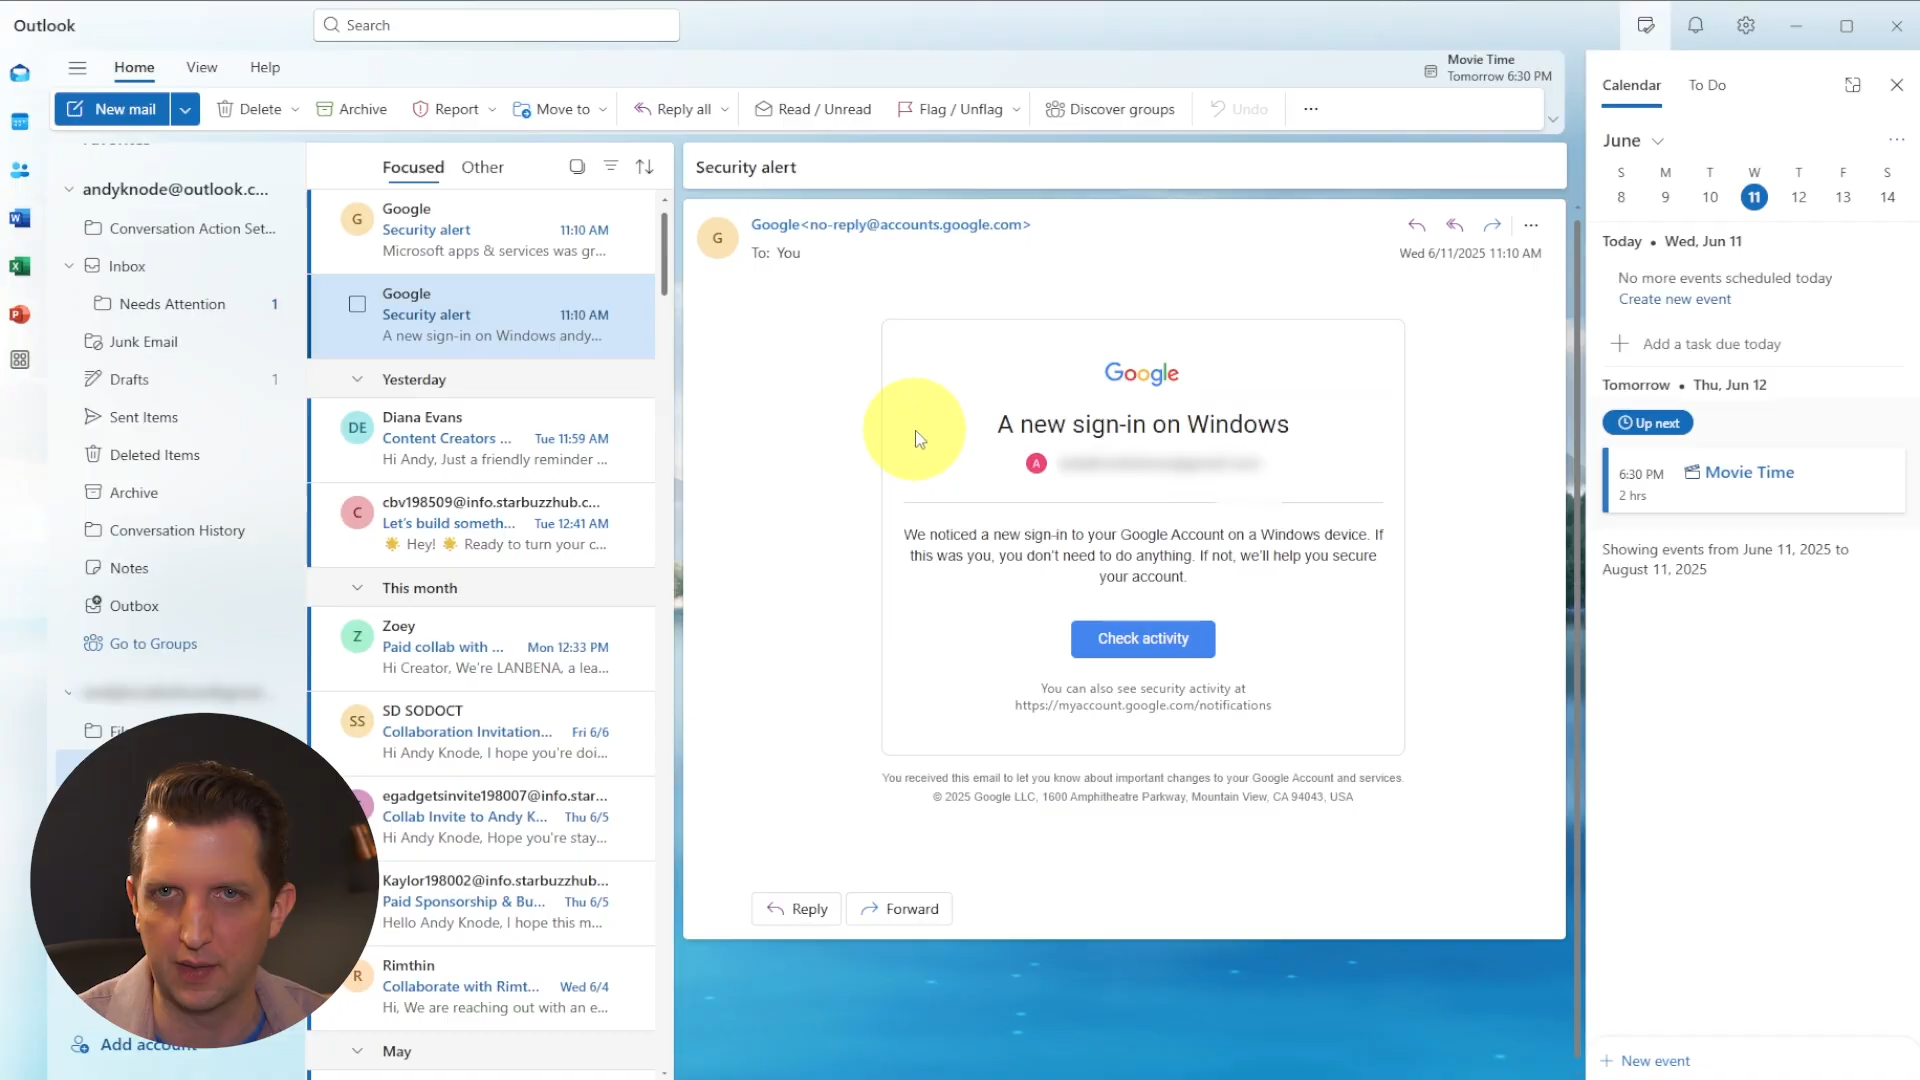 Outlook
Search
Home
View
Help
Movie Time
Tomorrow 6:30 PM
New mail
Delete
Archive
Report
Move to
Reply all
Read / Unread
Flag / Unflag
Discover groups
Undo
andyknode@outlook.c...
Conversation Action Set...
Inbox
Needs Attention 1
Junk Email
Drafts 1
Sent Items
Deleted Items
Archive
Conversation History
Notes
Outbox
Go to Groups
Add account
Focused
Other
G
Google
Security alert 11:10 AM
Microsoft apps & services was gr...
Google
Security alert 11:10 AM
A new sign-in on Windows andy...
Yesterday
DE
Diana Evans
Content Creators ... Tue 11:59 AM
Hi Andy, Just a friendly reminder ...
C
cbv198509@info.starbuzzhub.c...
Let's build someth... Tue 12:41 AM
🌟 Hey! 🌟 Ready to turn your c...
This month
Z
Zoey
Paid collab with ... Mon 12:33 PM
Hi Creator, We're LANBENA, a lea...
SS
SD SODOCT
Collaboration Invitation... Fri 6/6
Hi Andy Knode, I hope you're doi...
egadgetsinvite198007@info.star...
Collab Invite to Andy K... Thu 6/5
Hi Andy Knode, Hope you're stay...
Kaylor198002@info.starbuzzhub...
Paid Sponsorship & Bu... Thu 6/5
Hello Andy Knode, I hope this m...
R
Rimthin
Collaborate with Rimt... Wed 6/4
Hi, We are reaching out with an e...
May
Security alert
G
Google<no-reply@accounts.google.com>
To: You
Wed 6/11/2025 11:10 AM
Google
A new sign-in on Windows
A
We noticed a new sign-in to your Google Account on a Windows device. If
this was you, you don't need to do anything. If not, we'll help you secure
your account.
Check activity
You can also see security activity at
https://myaccount.google.com/notifications
You received this email to let you know about important changes to your Google Account and services.
© 2025 Google LLC, 1600 Amphitheatre Parkway, Mountain View, CA 94043, USA
Reply
Forward
Calendar
To Do
June
S M T W T F S
8 9 10 11 12 13 14
Today • Wed, Jun 11
No more events scheduled today
Create new event
Add a task due today
Tomorrow • Thu, Jun 12
Up next
6:30 PM Movie Time
2 hrs
Showing events from June 11, 2025 to
August 11, 2025
New event